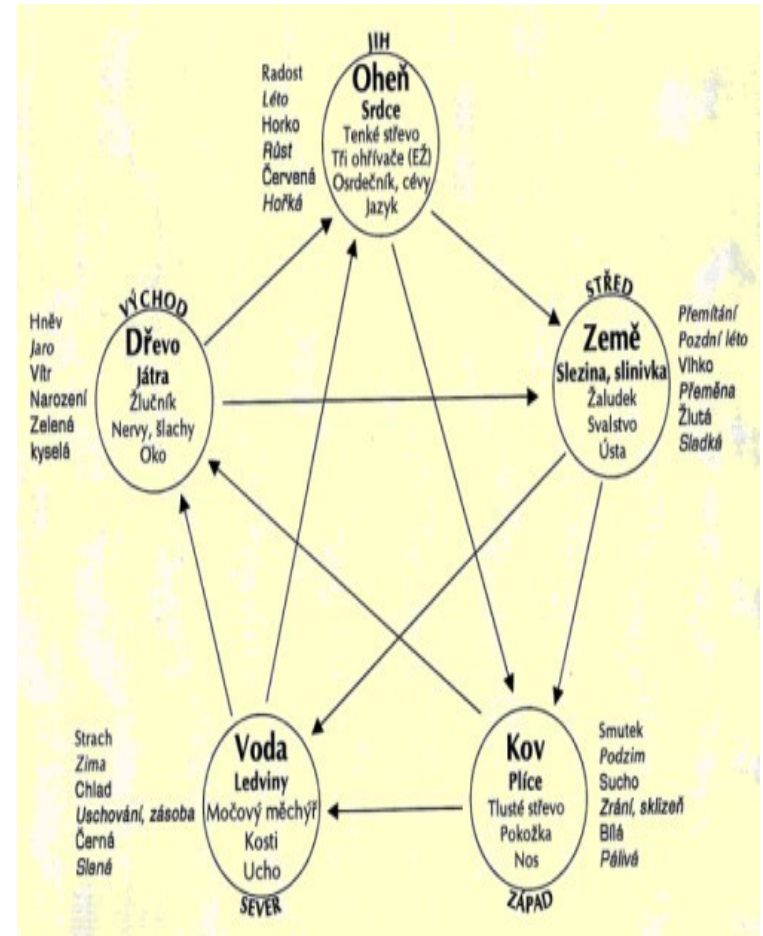 JIH
Oheň
Srdce
Tenké střevo
Tři ohřívače (EŽ)
Osrdečník, cévy
Jazyk
Radost
Léto
Horko
Růst
Červená
Hořká
VÝCHOD
Dřevo
Játra
Žlučník
Nervy, šlachy
Oko
Hněv
Jaro
Vítr
Narození
Zelená
kyselá
STŘED
Země
Slezina, slinivka
Žaludek
Svalstvo
Ústa
Přemítání
Pozdní léto
Vlhko
Přeměna
Žlutá
Sladká
Strach
Zima
Chlad
Uschování, zásoba
Černá
Slaná
Voda
Ledviny
Močový měchýř
Kosti
Ucho
SEVER
Kov
Plíce
Tlusté střevo
Pokožka
Nos
ZÁPAD
Smutek
Podzim
Sucho
Zrání, sklizeň
Bílá
Pálivá